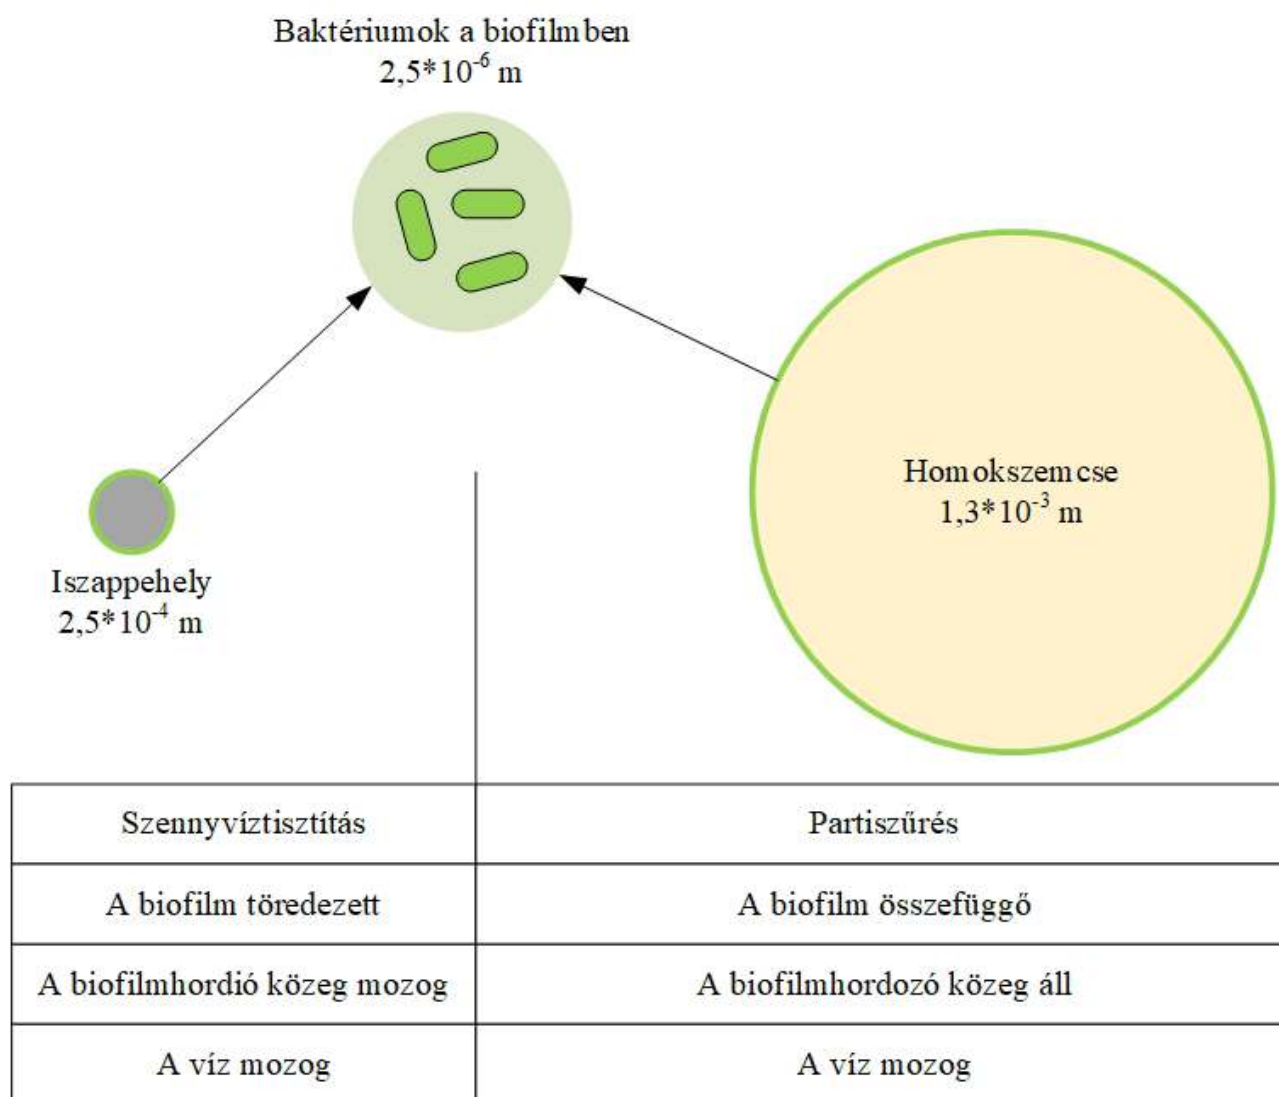 Baktériumok a biofilmben
2,5*10⁻⁶ m
Homokszemcse
1,3*10⁻³ m
Iszappehely
2,5*10⁻⁴ m
Szennyvíztisztítás
Partiszűrés
A biofilm töredezett
A biofilm összefüggő
A biofilmhordió közeg mozog
A biofilmhordozó közeg áll
A víz mozog
A víz mozog